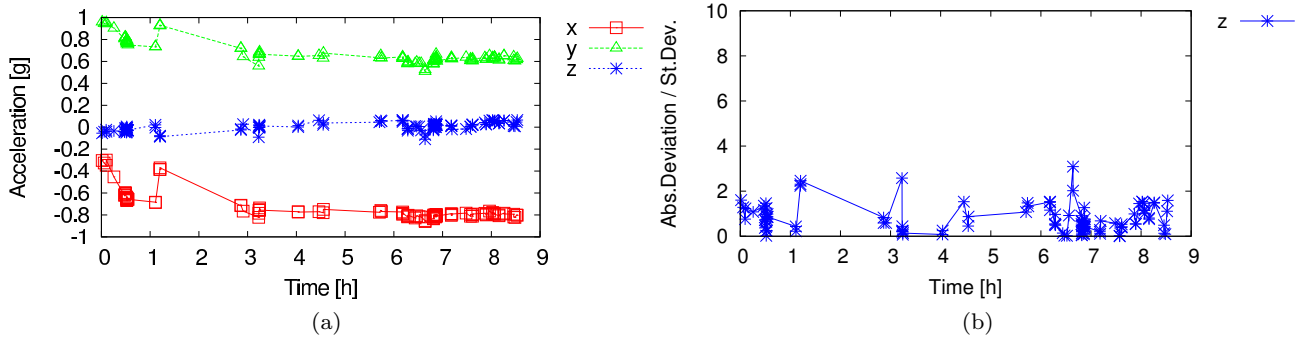 1
0.8
0.6
0.4
0.2
0
-0.2
-0.4
-0.6
-0.8
-1
Acceleration [g]
0 1 2 3 4 5 6 7 8 9
Time [h]
x
y
z
(a)
10
8
6
4
2
0
Abs.Deviation / St.Dev.
0 1 2 3 4 5 6 7 8 9
Time [h]
z
(b)